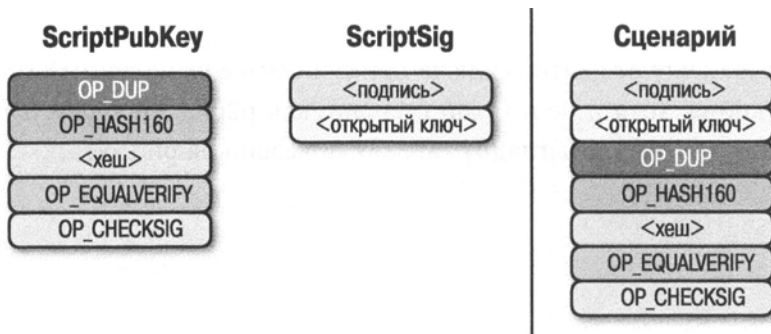 ScriptPubKey
OP_DUP
OP_HASH160
<хеш>
OP_EQUALVERIFY
OP_CHECKSIG
ScriptSig
<подпись>
<открытый ключ>
Сценарий
<подпись>
<открытый ключ>
OP_DUP
OP_HASH160
<хеш>
OP_EQUALVERIFY
OP_CHECKSIG